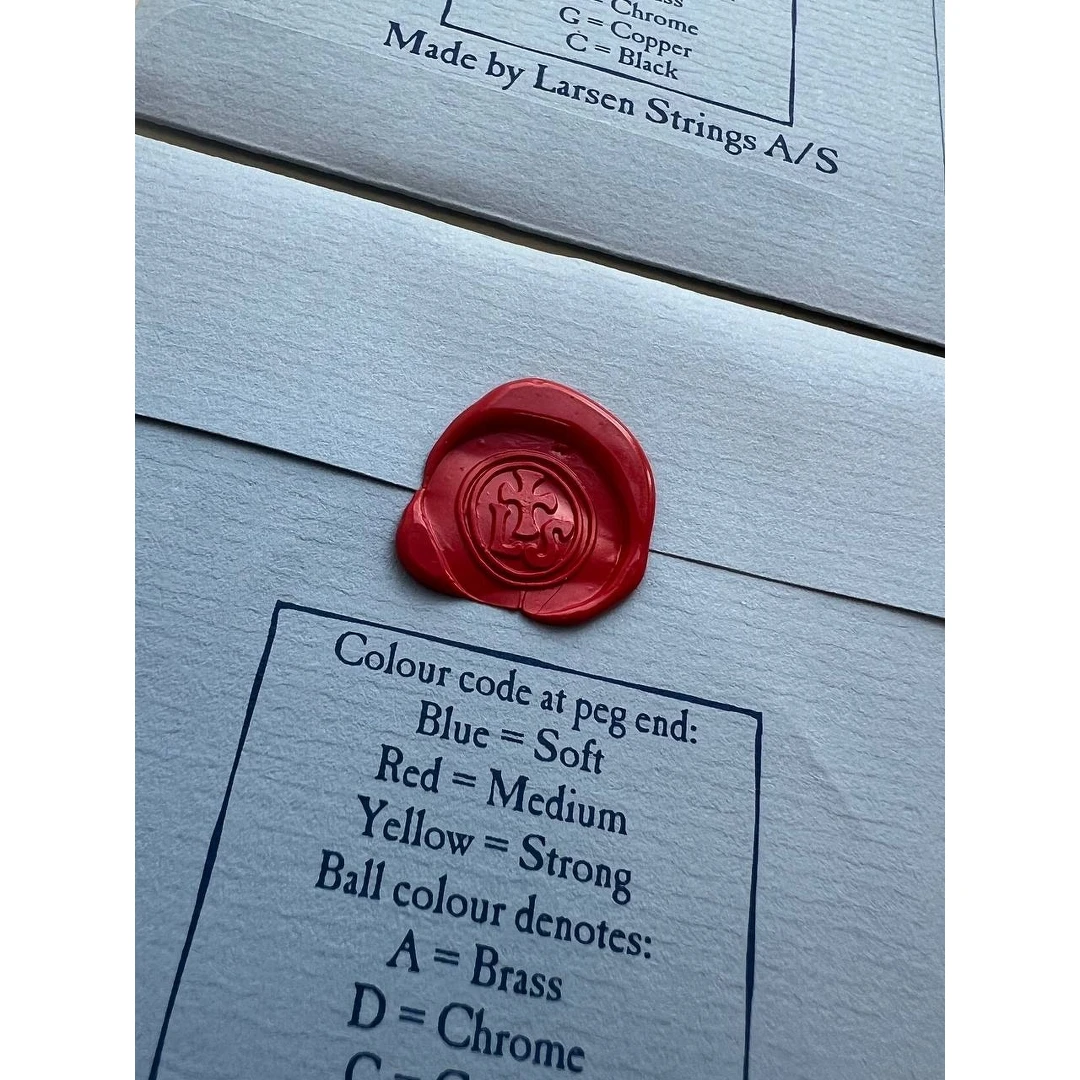 Chrome
G = Copper
C = Black
Made by Larsen Strings A/S
LS
Colour code at peg end:
Blue = Soft
Red = Medium
Yellow = Strong
Ball colour denotes:
A = Brass
D = Chrome